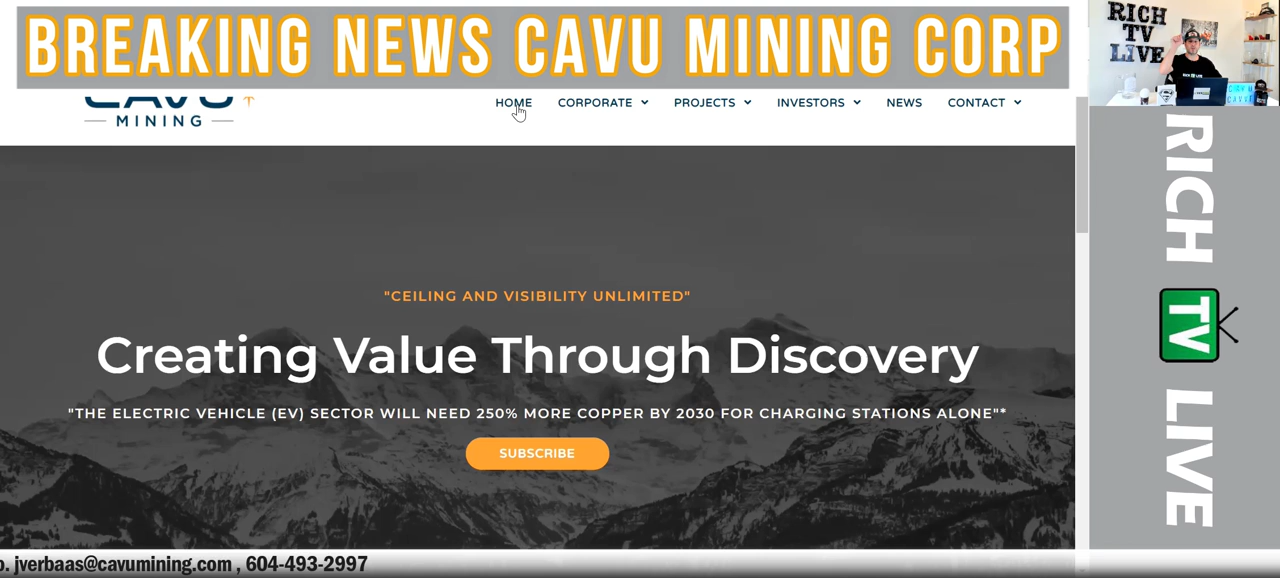 BREAKING NEWS CAVU MINING CORP
RICH
TV
LIVE
CAVU
MINING
HOME CORPORATE PROJECTS INVESTORS NEWS CONTACT
"CEILING AND VISIBILITY UNLIMITED"
Creating Value Through Discovery
"THE ELECTRIC VEHICLE (EV) SECTOR WILL NEED 250% MORE COPPER BY 2030 FOR CHARGING STATIONS ALONE"*
SUBSCRIBE
RICH TV LIVE
p. jverbaas@cavumining.com , 604-493-2997